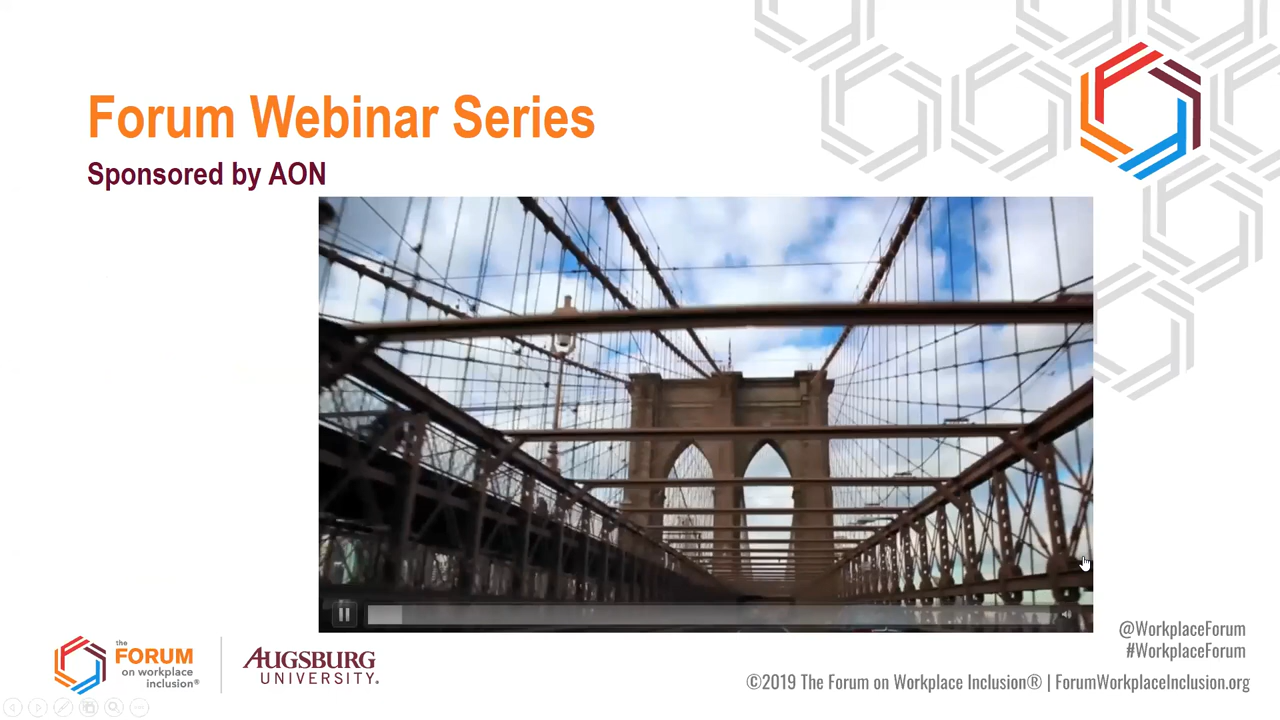 Forum Webinar Series
Sponsored by AON
@WorkplaceForum
#WorkplaceForum
the
FORUM
on workplace
inclusion®
AUGSBURG
UNIVERSITY®
©2019 The Forum on Workplace Inclusion® | ForumWorkplaceInclusion.org